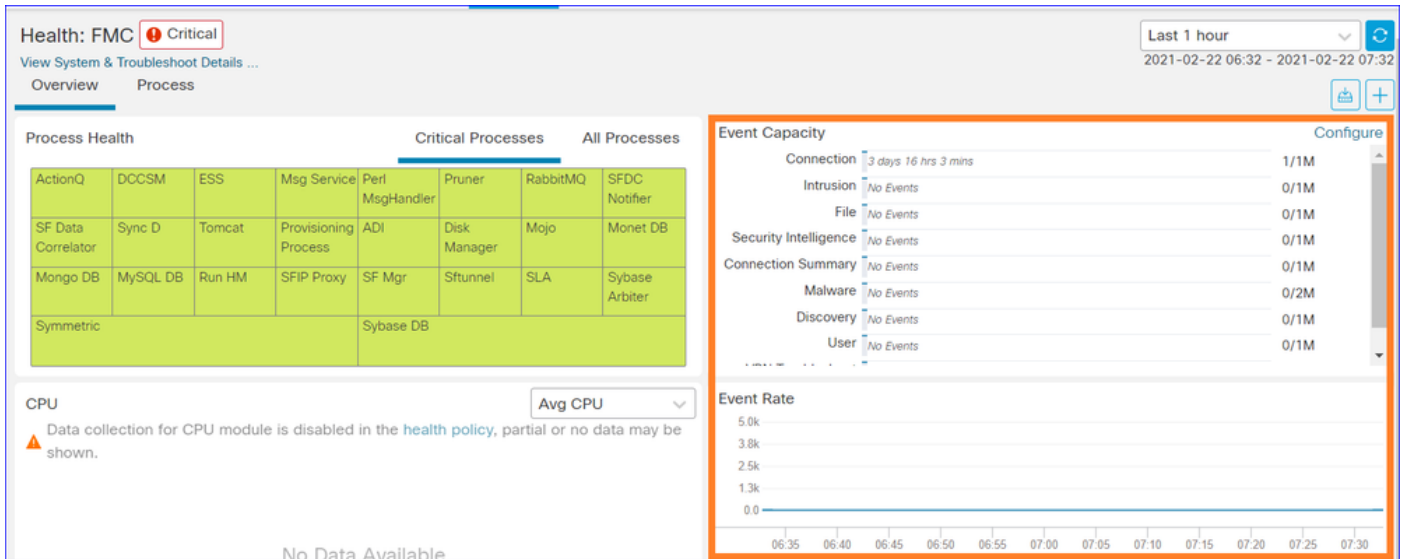 Health: FMC Critical
Last 1 hour
View System & Troubleshoot Details ...
2021-02-22 06:32 - 2021-02-22 07:32
Overview Process
Process Health Critical Processes All Processes
ActionQ DCCSM ESS Msg Service Perl MsgHandler Pruner RabbitMQ SFDC Notifier
SF Data Correlator Sync D Tomcat Provisioning Process ADI Disk Manager Mojo Monet DB
Mongo DB MySQL DB Run HM SFIP Proxy SF Mgr Sftunnel SLA Sybase Arbiter
Symmetric Sybase DB
Event Capacity Configure
Connection 3 days 16 hrs 3 mins 1/1M
Intrusion No Events 0/1M
File No Events 0/1M
Security Intelligence No Events 0/1M
Connection Summary No Events 0/1M
Malware No Events 0/2M
Discovery No Events 0/1M
User No Events 0/1M
CPU Avg CPU
Data collection for CPU module is disabled in the health policy, partial or no data may be
shown.
No Data Available
Event Rate
5.0k
3.8k
2.5k
1.3k
0.0
06:35 06:40 06:45 06:50 06:55 07:00 07:05 07:10 07:15 07:20 07:25 07:30